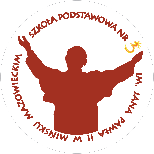 SZKOŁA PODSTAWOWA NR 3
IM. JANA PAWŁA II W MIŃSKU MAZOWIECKIM